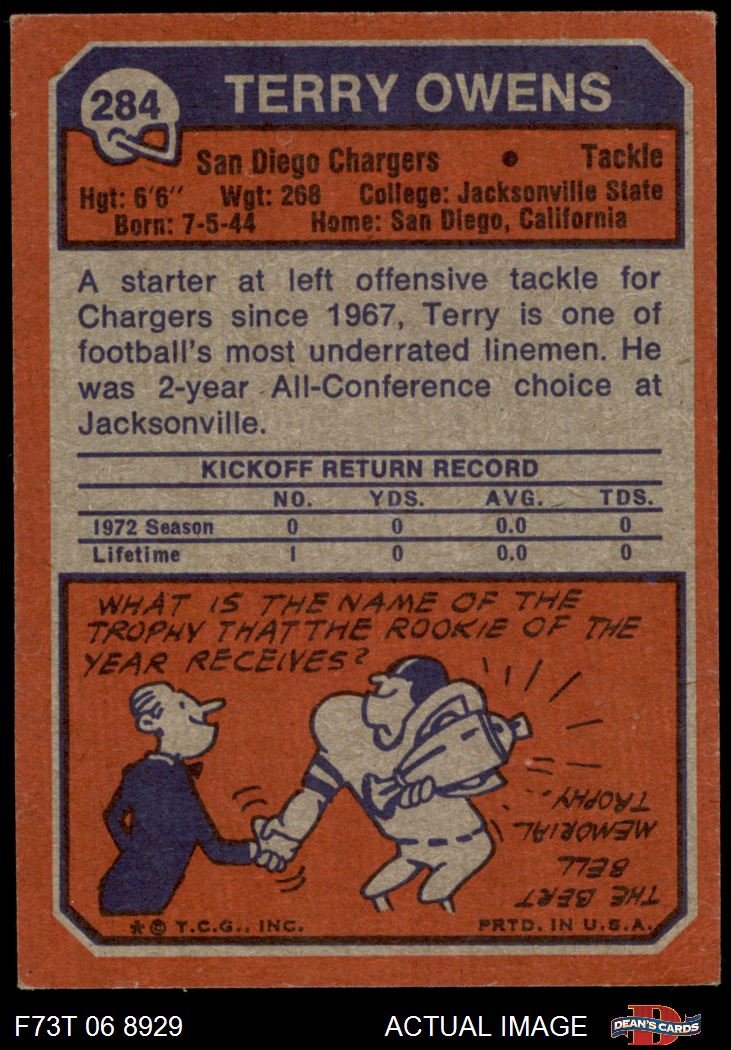 284
TERRY OWENS
San Diego Chargers • Tackle
Hgt: 6'6" Wgt: 268 College: Jacksonville State
Born: 7-5-44 Home: San Diego, California
A starter at left offensive tackle for
Chargers since 1967, Terry is one of
football's most underrated linemen. He
was 2-year All-Conference choice at
Jacksonville.
KICKOFF RETURN RECORD
NO. YDS. AVG. TDS.
1972 Season 0 0 0.0 0
Lifetime 1 0 0.0 0
WHAT IS THE NAME OF THE
TROPHY THAT THE ROOKIE OF THE
YEAR RECEIVES?
THE BERT
BELL
MEMORIAL
TROPHY.
*© T.C.G., INC. PRTD. IN U.S.A.
F73T 06 8929 ACTUAL IMAGE DEAN'S CARDS